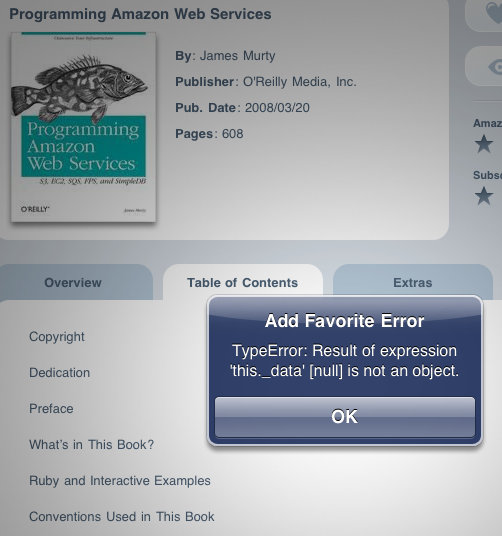 Programming Amazon Web Services
Programming
Amazon
Web Services
S3, EC2, SQS, FPS, and SimpleDB
O'REILLY®
James Murty
By: James Murty
Publisher: O'Reilly Media, Inc.
Pub. Date: 2008/03/20
Pages: 608
Amaz
Subsc
Overview
Table of Contents
Extras
Copyright
Dedication
Preface
What's in This Book?
Ruby and Interactive Examples
Conventions Used in This Book
Add Favorite Error
TypeError: Result of expression
'this._data' [null] is not an object.
OK